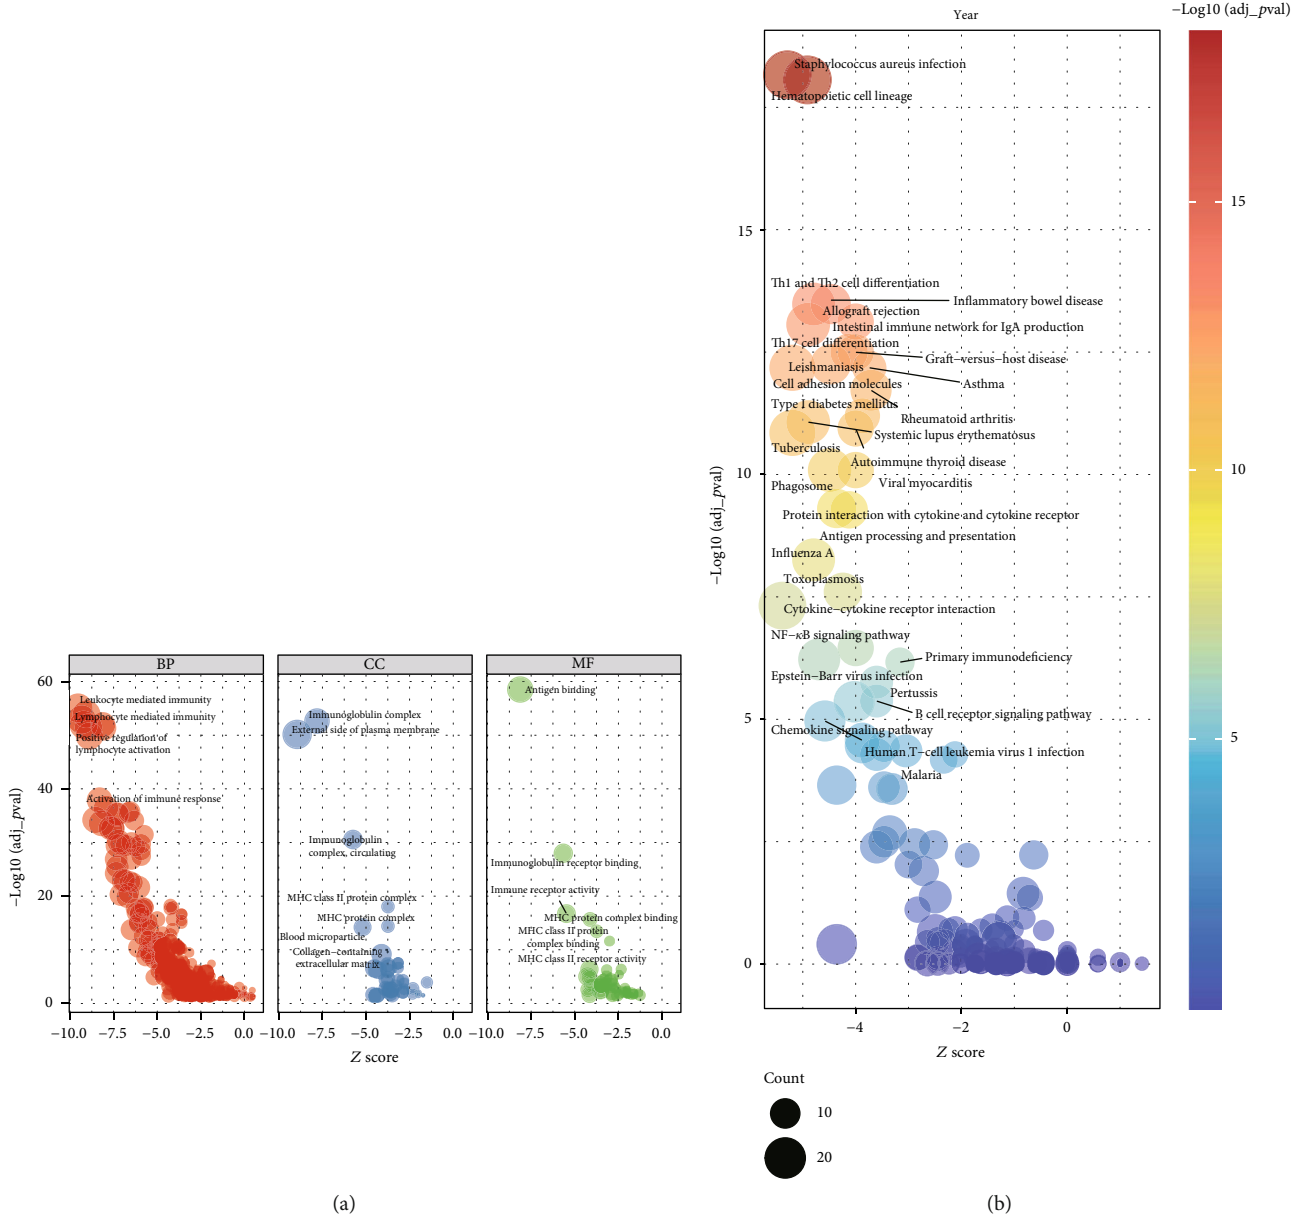 BP
CC
MF
−Log10 (adj_pval)
60
40
20
0
Leukocyte mediated immunity
Lymphocyte mediated immunity
Positive regulation of
lymphocyte activation
Activation of immune response
Immunoglobulin complex
External side of plasma membrane
Immunoglobulin
complex, circulating
MHC class II protein complex
MHC protein complex
Blood microparticle
Collagen−containing
extracellular matrix
Antigen binding
Immunoglobulin receptor binding
Immune receptor activity
MHC protein complex binding
MHC class II protein
complex binding
MHC class II receptor activity
−10.0 −7.5 −5.0 −2.5 0.0
−10.0 −7.5 −5.0 −2.5 0.0
−10.0 −7.5 −5.0 −2.5 0.0
Z score
(a)
Year
−Log10 (adj_pval)
15
10
5
0
Staphylococcus aureus infection
Hematopoietic cell lineage
Th1 and Th2 cell differentiation
Inflammatory bowel disease
Allograft rejection
Intestinal immune network for IgA production
Th17 cell differentiation
Graft−versus−host disease
Leishmaniasis
Cell adhesion molecules
Asthma
Type I diabetes mellitus
Rheumatoid arthritis
Systemic lupus erythematosus
Tuberculosis
Autoimmune thyroid disease
Viral myocarditis
Phagosome
Protein interaction with cytokine and cytokine receptor
Antigen processing and presentation
Influenza A
Toxoplasmosis
Cytokine−cytokine receptor interaction
NF−κB signaling pathway
Primary immunodeficiency
Epstein−Barr virus infection
Pertussis
B cell receptor signaling pathway
Chemokine signaling pathway
Human T−cell leukemia virus 1 infection
Malaria
−4 −2 0
Z score
Count
10
20
−Log10 (adj_pval)
15
10
5
(b)